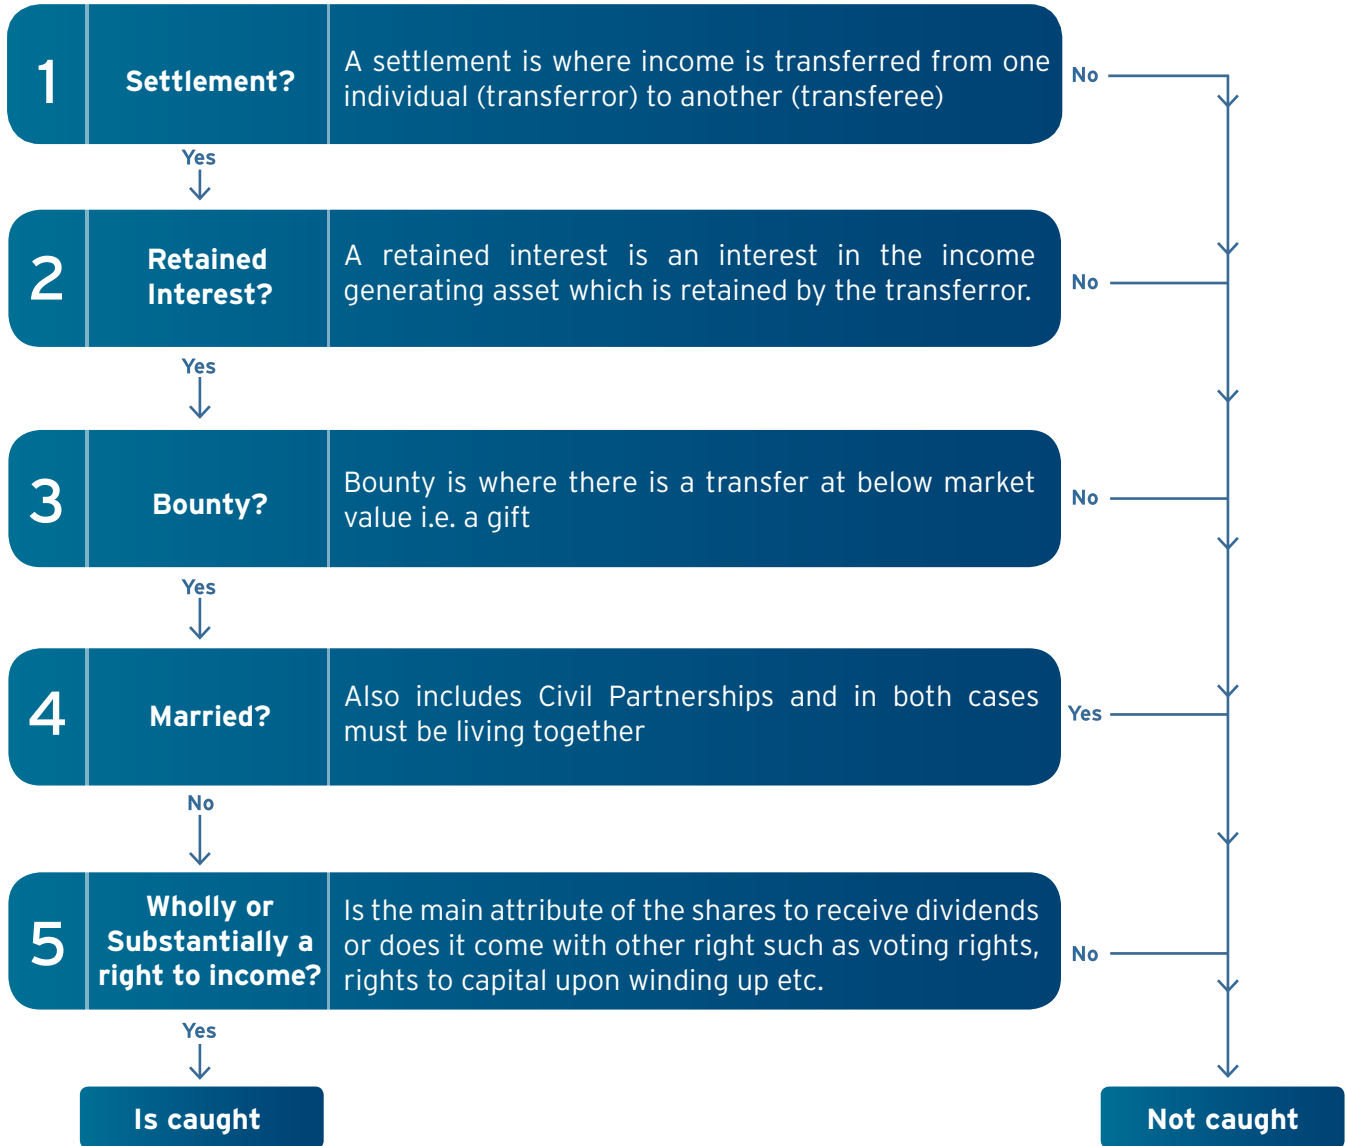 1
Settlement?
A settlement is where income is transferred from one
individual (transferror) to another (transferee)
No
Yes
2
Retained
Interest?
A retained interest is an interest in the income
generating asset which is retained by the transferror.
No
Yes
3
Bounty?
Bounty is where there is a transfer at below market
value i.e. a gift
No
Yes
4
Married?
Also includes Civil Partnerships and in both cases
must be living together
Yes
No
5
Wholly or
Substantially a
right to income?
Is the main attribute of the shares to receive dividends
or does it come with other right such as voting rights,
rights to capital upon winding up etc.
No
Yes
Is caught
Not caught